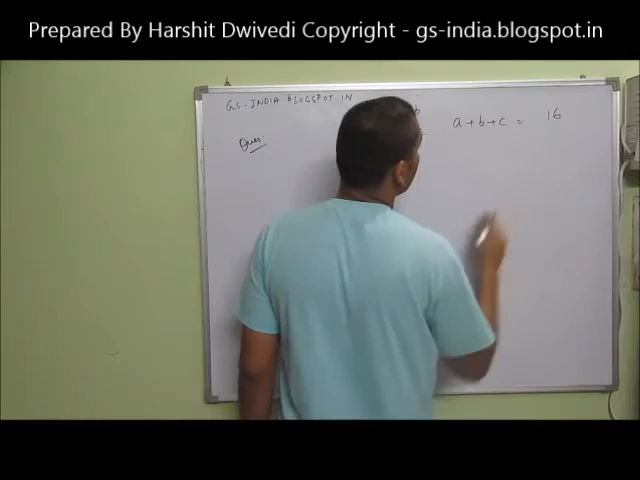 Prepared By Harshit Dwivedi Copyright - gs-india.blogspot.in
GS-INDIA.BLOGSPOT.IN
b
a+b+c = 16
Ques: